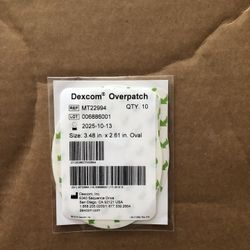 Dexcom® Overpatch
REF MT22994 QTY. 10
LOT 006886001
2025-10-13
Size: 3.48 in. x 2.61 in. Oval
Dexcom, Inc.
6340 Sequence Drive
San Diego, CA 92121 USA
dexcom.com